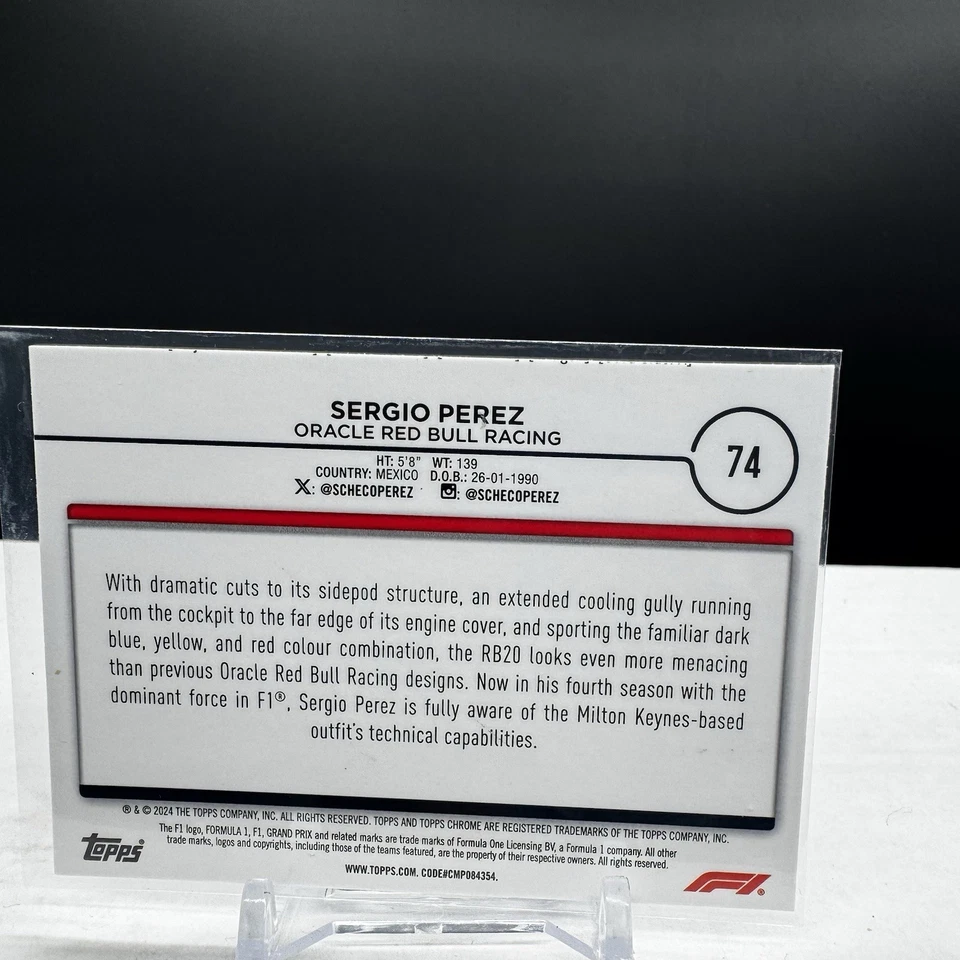 SERGIO PEREZ
ORACLE RED BULL RACING
74
HT: 5'8" WT: 139
COUNTRY: MEXICO D.O.B.: 26-01-1990
X: @SCHECOPEREZ : @SCHECOPEREZ
With dramatic cuts to its sidepod structure, an extended cooling gully running
from the cockpit to the far edge of its engine cover, and sporting the familiar dark
blue, yellow, and red colour combination, the RB20 looks even more menacing
than previous Oracle Red Bull Racing designs. Now in his fourth season with the
dominant force in F1®, Sergio Perez is fully aware of the Milton Keynes-based
outfit's technical capabilities.
® & © 2024 THE TOPPS COMPANY, INC. ALL RIGHTS RESERVED. TOPPS AND TOPPS CHROME ARE REGISTERED TRADEMARKS OF THE TOPPS COMPANY, INC.
The F1 logo, FORMULA 1, F1, GRAND PRIX and related marks are trade marks of Formula One Licensing BV, a Formula 1 company. All other
trade marks, logos and copyrights, including those of the teams featured, are the property of their respective owners. All rights reserved.
WWW.TOPPS.COM. CODE#CMP084354.
Topps
F1®